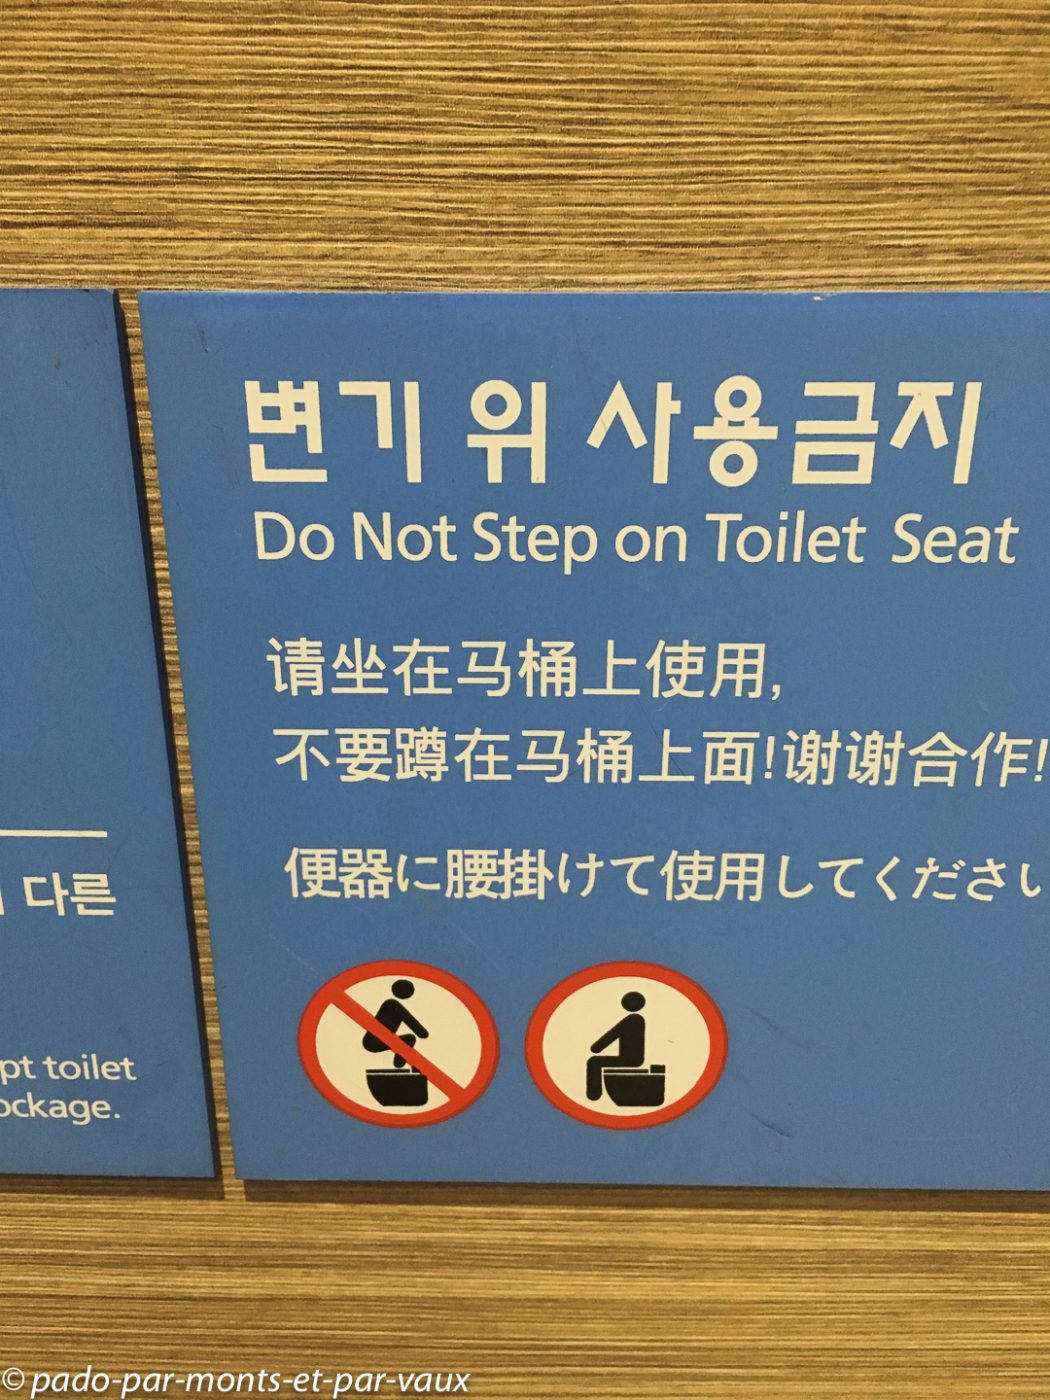 변기 위 사용금지
Do Not Step on Toilet Seat
请坐在马桶上使用,
不要蹲在马桶上面!谢谢合作!
便器に腰掛けて使用してくださ
다른
pt toilet
ockage.
© pado-par-monts-et-par-vaux